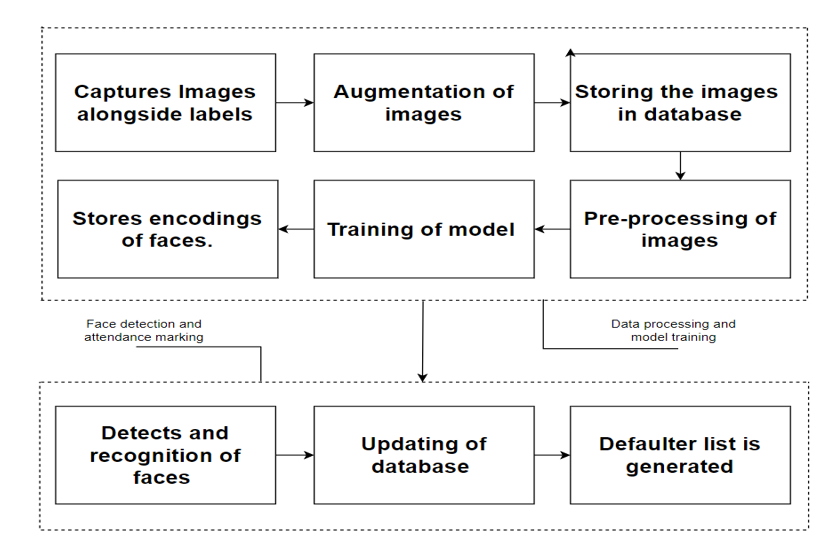 Captures Images
alongside labels
Augmentation of
images
Storing the images
in database
Stores encodings
of faces.
Training of model
Pre-processing of
images
Face detection and
attendance marking
Data processing and
model training
Detects and
recognition of
faces
Updating of
database
Defaulter list is
generated